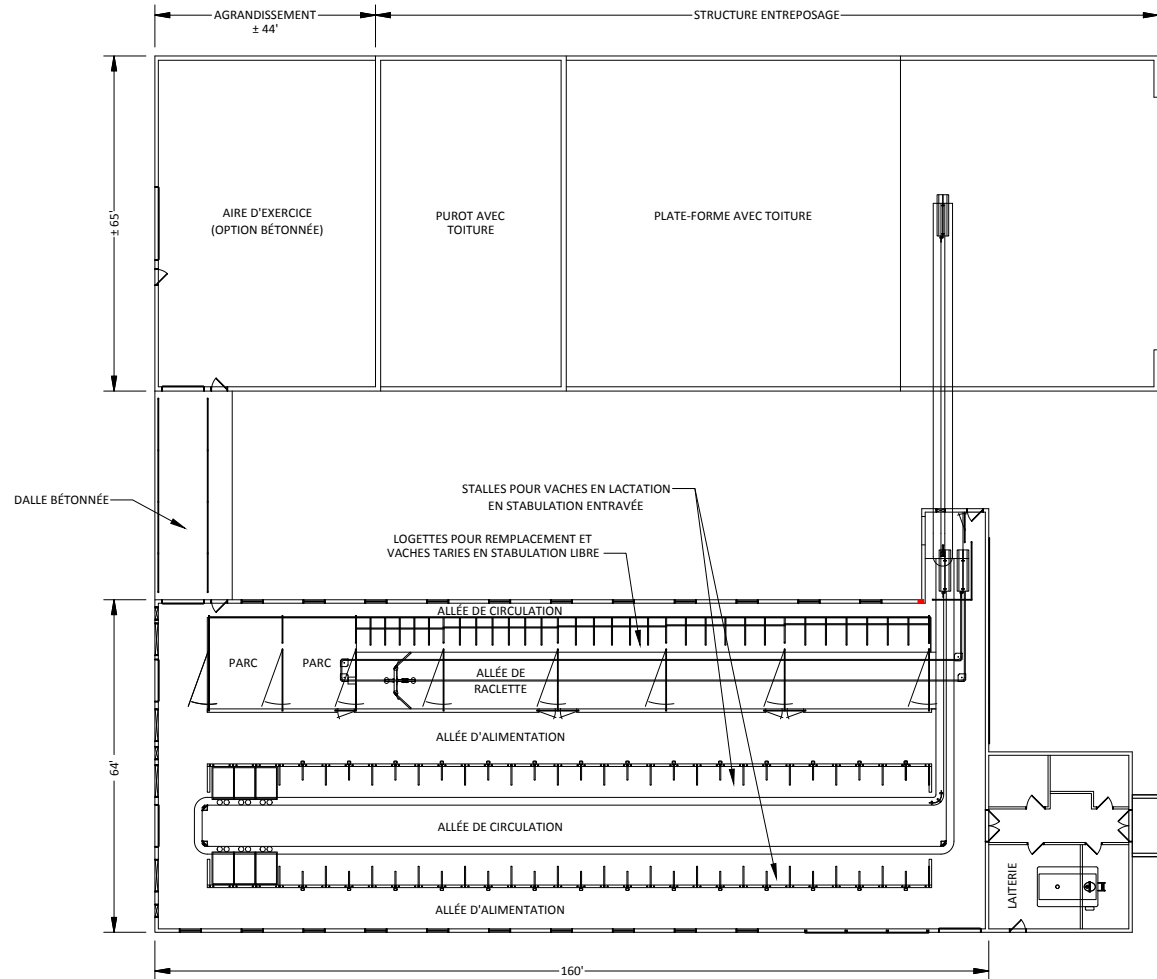 AGRANDISSEMENT
± 44'
STRUCTURE ENTREPOSAGE
± 65'
AIRE D'EXERCICE
(OPTION BÉTONNÉE)
PUROT AVEC
TOITURE
PLATE-FORME AVEC TOITURE
DALLE BÉTONNÉE
STALLES POUR VACHES EN LACTATION
EN STABULATION ENTRAVÉE
LOGETTES POUR REMPLACEMENT ET
VACHES TARIES EN STABULATION LIBRE
ALLÉE DE CIRCULATION
PARC
PARC
ALLÉE DE
RACLETTE
ALLÉE D'ALIMENTATION
64'
ALLÉE DE CIRCULATION
LAITERIE
ALLÉE D'ALIMENTATION
160'